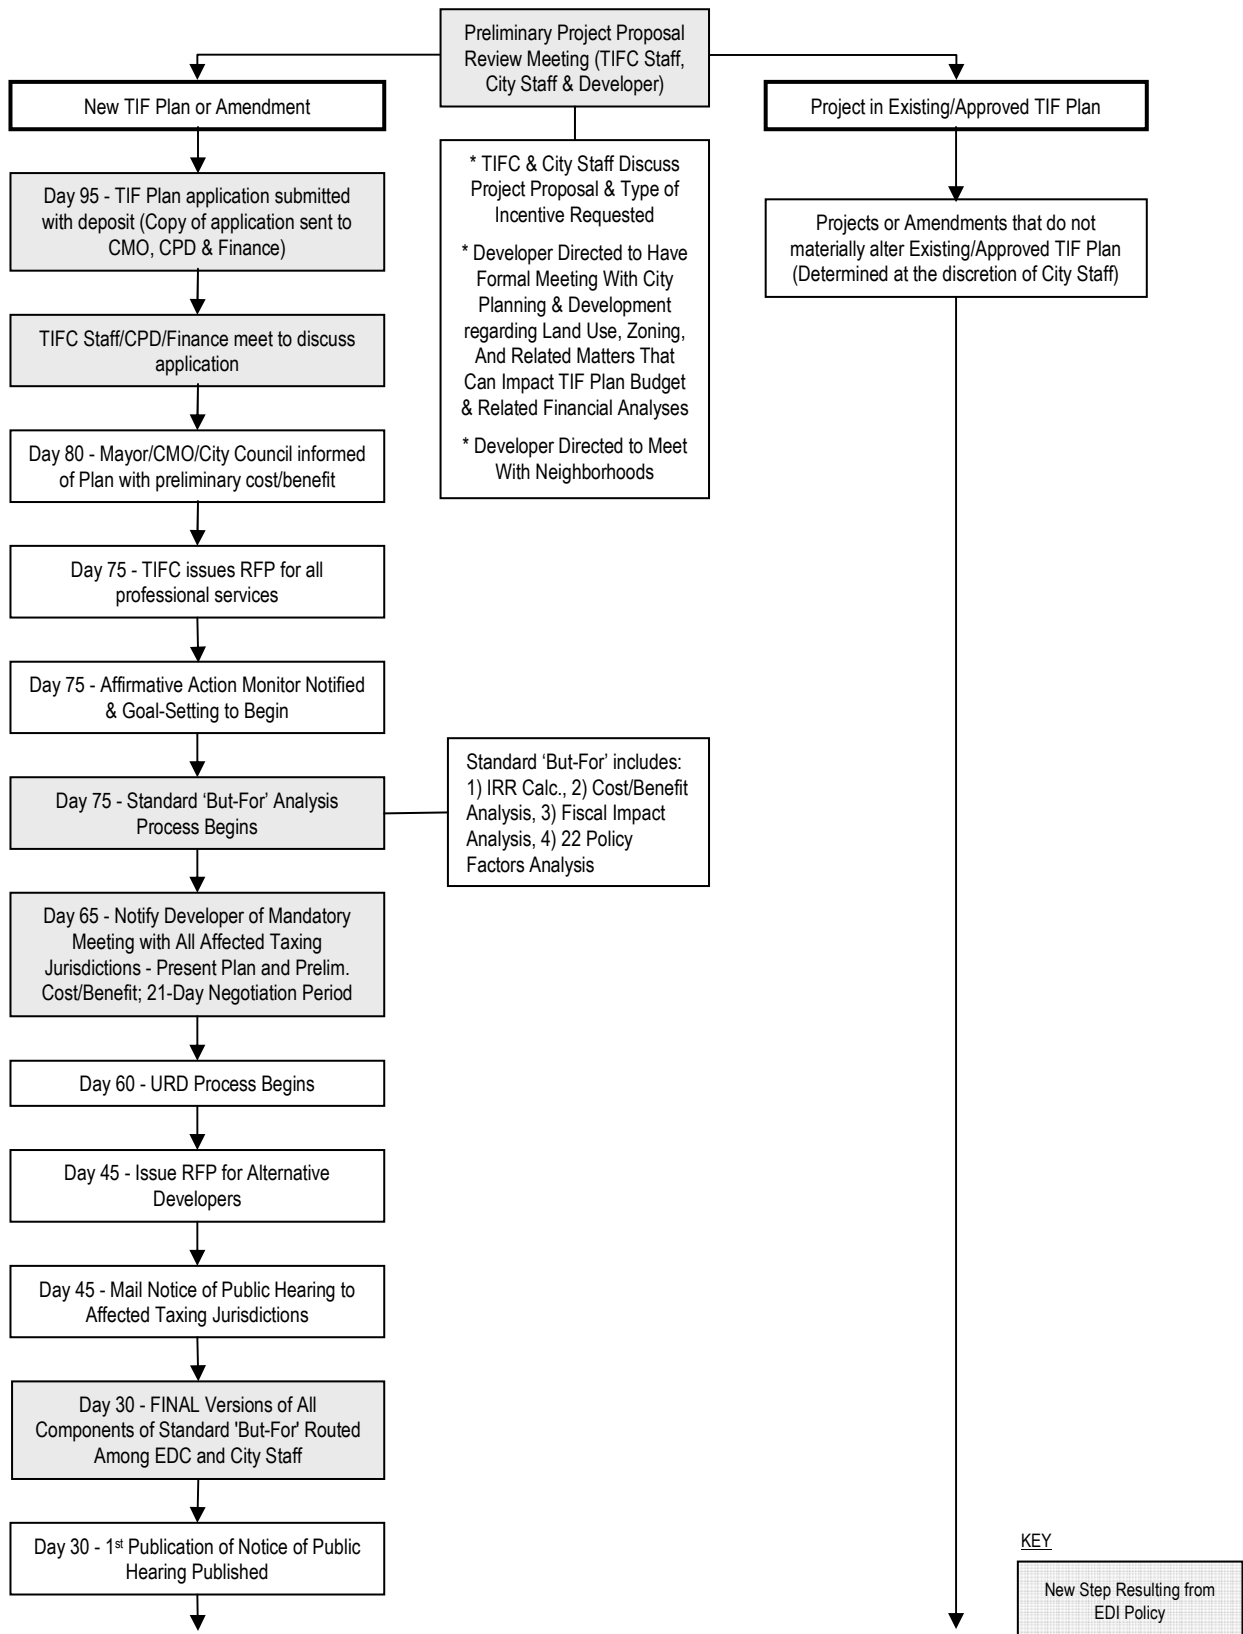 Preliminary Project Proposal
Review Meeting (TIFC Staff,
City Staff & Developer)
New TIF Plan or Amendment
Project in Existing/Approved TIF Plan
* TIFC & City Staff Discuss
Project Proposal & Type of
Incentive Requested
* Developer Directed to Have
Formal Meeting With City
Planning & Development
regarding Land Use, Zoning,
And Related Matters That
Can Impact TIF Plan Budget
& Related Financial Analyses
* Developer Directed to Meet
With Neighborhoods
Day 95 - TIF Plan application submitted
with deposit (Copy of application sent to
CMO, CPD & Finance)
Projects or Amendments that do not
materially alter Existing/Approved TIF Plan
(Determined at the discretion of City Staff)
TIFC Staff/CPD/Finance meet to discuss
application
Day 80 - Mayor/CMO/City Council informed
of Plan with preliminary cost/benefit
Day 75 - TIFC issues RFP for all
professional services
Day 75 - Affirmative Action Monitor Notified
& Goal-Setting to Begin
Day 75 - Standard ‘But-For’ Analysis
Process Begins
Standard ‘But-For’ includes:
1) IRR Calc., 2) Cost/Benefit
Analysis, 3) Fiscal Impact
Analysis, 4) 22 Policy
Factors Analysis
Day 65 - Notify Developer of Mandatory
Meeting with All Affected Taxing
Jurisdictions - Present Plan and Prelim.
Cost/Benefit; 21-Day Negotiation Period
Day 60 - URD Process Begins
Day 45 - Issue RFP for Alternative
Developers
Day 45 - Mail Notice of Public Hearing to
Affected Taxing Jurisdictions
Day 30 - FINAL Versions of All
Components of Standard 'But-For' Routed
Among EDC and City Staff
Day 30 - 1st Publication of Notice of Public
Hearing Published
KEY
New Step Resulting from
EDI Policy